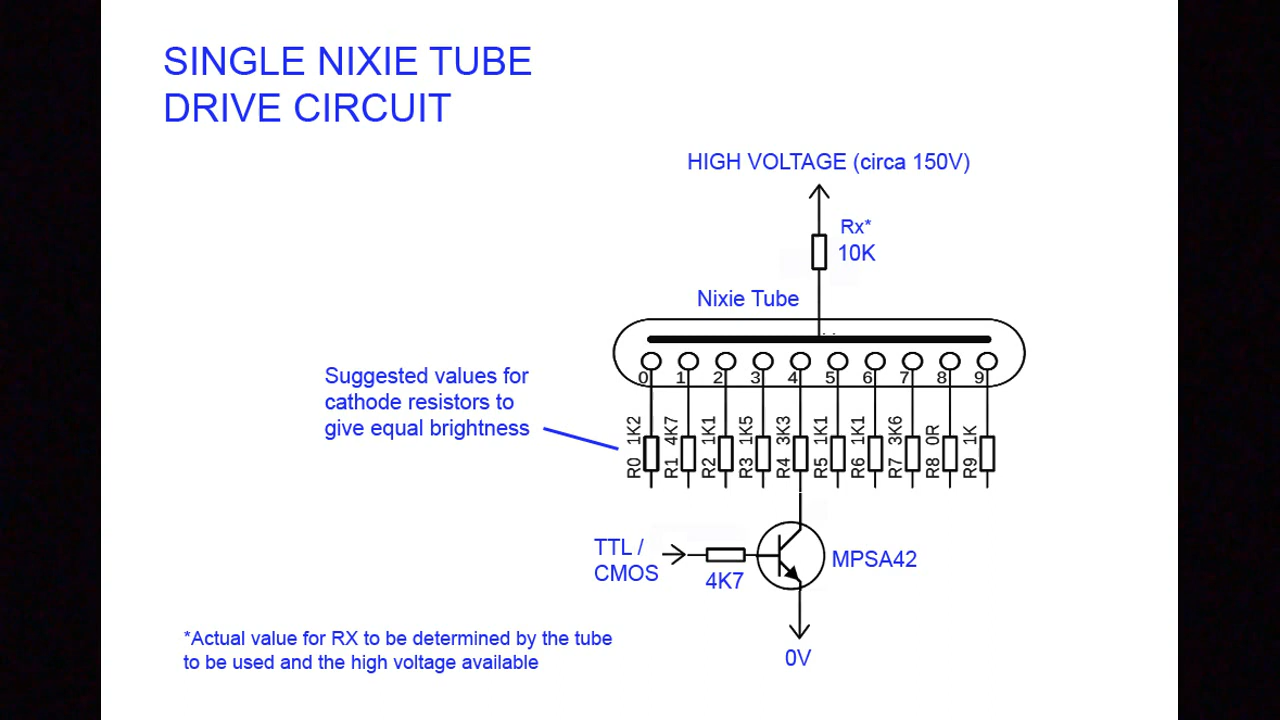 SINGLE NIXIE TUBE
DRIVE CIRCUIT
HIGH VOLTAGE (circa 150V)
Rx*
10K
Nixie Tube
0 1 2 3 4 5 6 7 8 9
Suggested values for
cathode resistors to
give equal brightness
R0 1K2
R1 4K7
R2 1K1
R3 1K5
R4 3K3
R5 1K1
R6 1K1
R7 3K6
R8 0R
R9 1K
TTL /
CMOS
4K7
MPSA42
0V
*Actual value for RX to be determined by the tube
to be used and the high voltage available